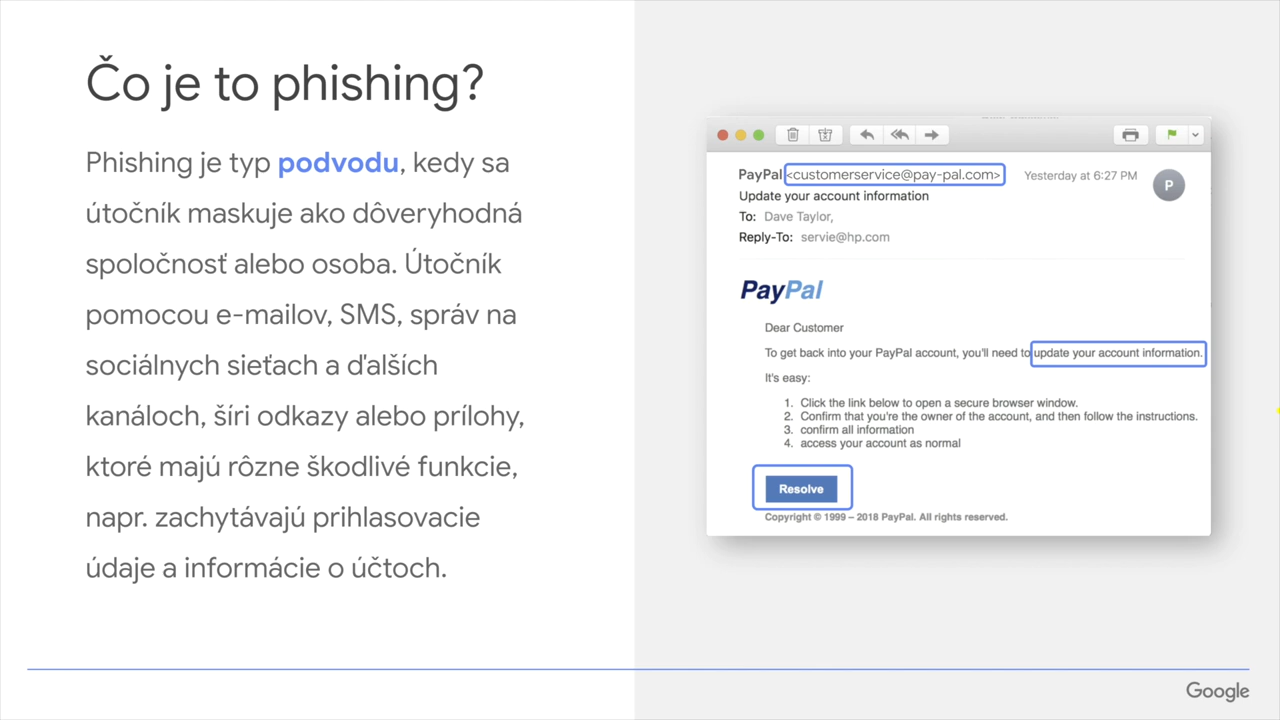 Čo je to phishing?
Phishing je typ podvodu, kedy sa
útočník maskuje ako dôveryhodná
spoločnosť alebo osoba. Útočník
pomocou e-mailov, SMS, správ na
sociálnych sieťach a ďalších
kanáloch, šíri odkazy alebo prílohy,
ktoré majú rôzne škodlivé funkcie,
napr. zachytávajú prihlasovacie
údaje a informácie o účtoch.
PayPal <customerservice@pay-pal.com> Yesterday at 6:27 PM
P
Update your account information
To: Dave Taylor,
Reply-To: servie@hp.com
PayPal
Dear Customer
To get back into your PayPal account, you'll need to update your account information.
It's easy:
1. Click the link below to open a secure browser window.
2. Confirm that you're the owner of the account, and then follow the instructions.
3. confirm all information
4. access your account as normal
Resolve
Copyright © 1999 – 2018 PayPal. All rights reserved.
Google